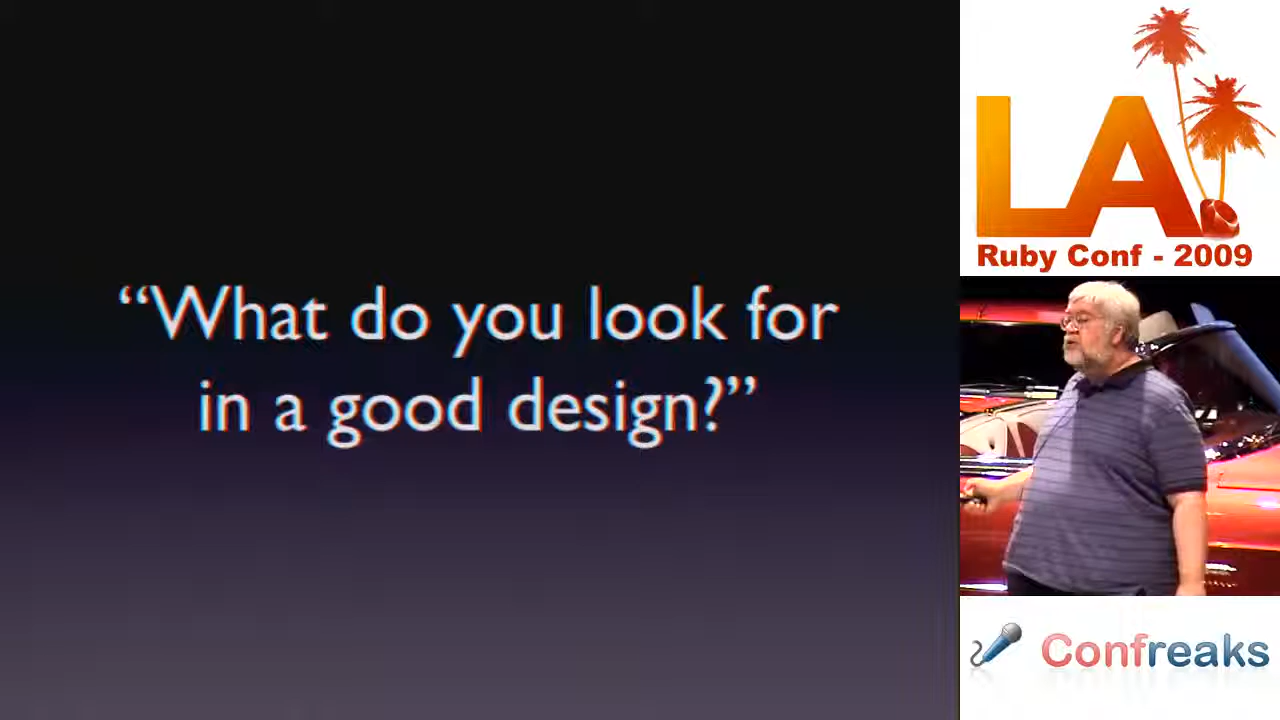 “What do you look for
in a good design?”
LA
Ruby Conf - 2009
Confreaks